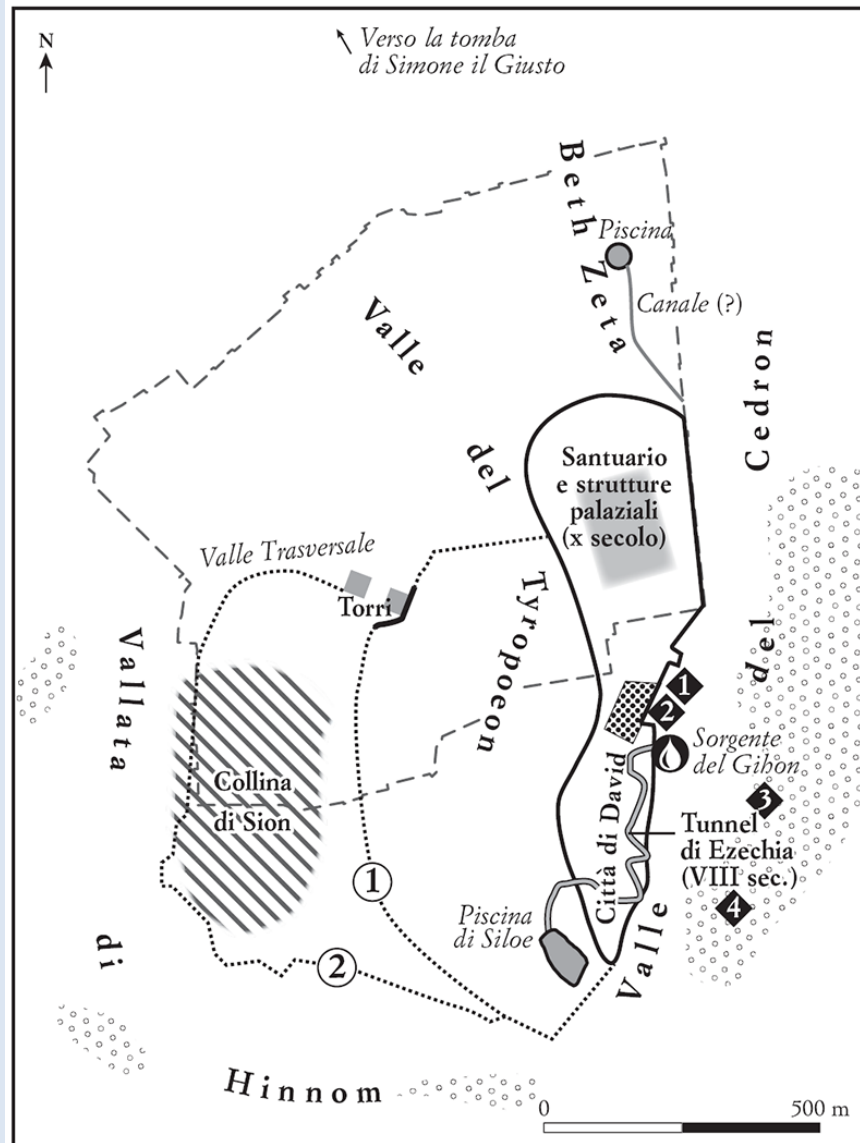 N
Verso la tomba
di Simone il Giusto
Beth Zeta
Piscina
Canale (?)
Valle
del
Tyropoeon
Cedron
del
Valle
Santuario
e strutture
palaziali
(X secolo)
Valle Trasversale
Torri
Vallata
di
Hinnom
Collina
di Sion
1
2
Sorgente
del Gihon
3
Tunnel
di Ezechia
(VIII sec.)
4
Città di David
Piscina
di Siloe
1
2
0
500 m